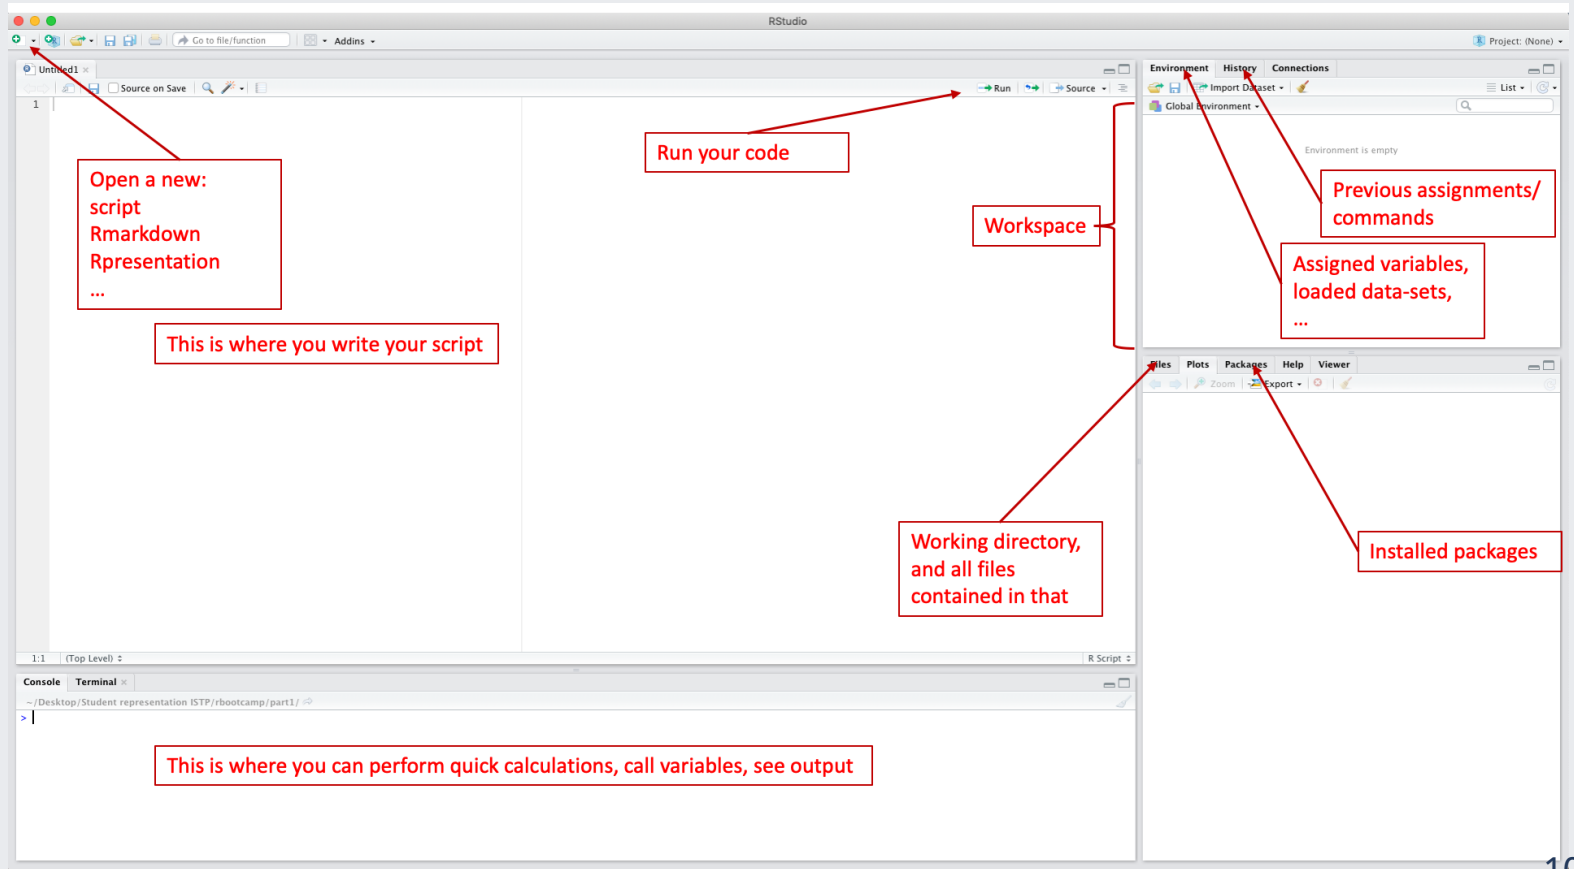 RStudio
Go to file/function
Addins
Project: (None)
Untitled1
Source on Save
Run
Source
1
Open a new:
script
Rmarkdown
Rpresentation
...
This is where you write your script
Run your code
Workspace
1:1 (Top Level)
R Script
Environment History Connections
Import Dataset
List
Global Environment
Environment is empty
Previous assignments/
commands
Assigned variables,
loaded data-sets,
...
Files Plots Packages Help Viewer
Zoom Export
Working directory,
and all files
contained in that
Installed packages
Console Terminal
~/Desktop/Student representation ISTP/rbootcamp/part1/
>
This is where you can perform quick calculations, call variables, see output